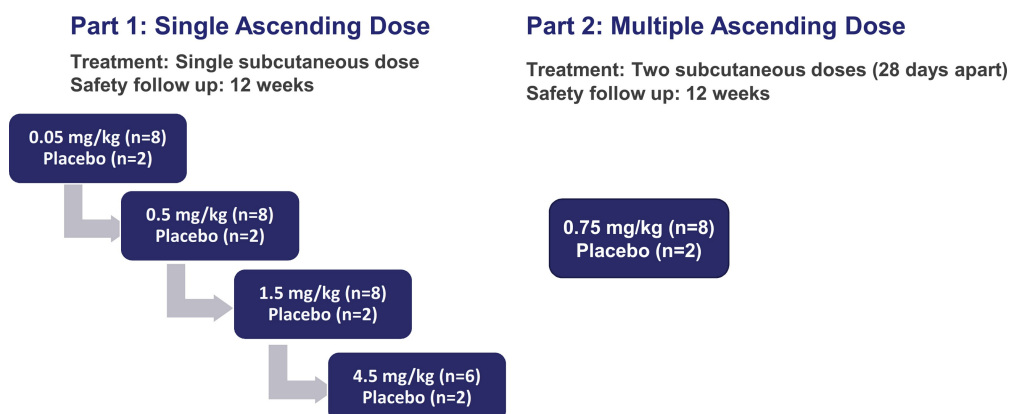 Part 1: Single Ascending Dose
Treatment: Single subcutaneous dose
Safety follow up: 12 weeks
0.05 mg/kg (n=8)
Placebo (n=2)
0.5 mg/kg (n=8)
Placebo (n=2)
1.5 mg/kg (n=8)
Placebo (n=2)
4.5 mg/kg (n=6)
Placebo (n=2)
Part 2: Multiple Ascending Dose
Treatment: Two subcutaneous doses (28 days apart)
Safety follow up: 12 weeks
0.75 mg/kg (n=8)
Placebo (n=2)